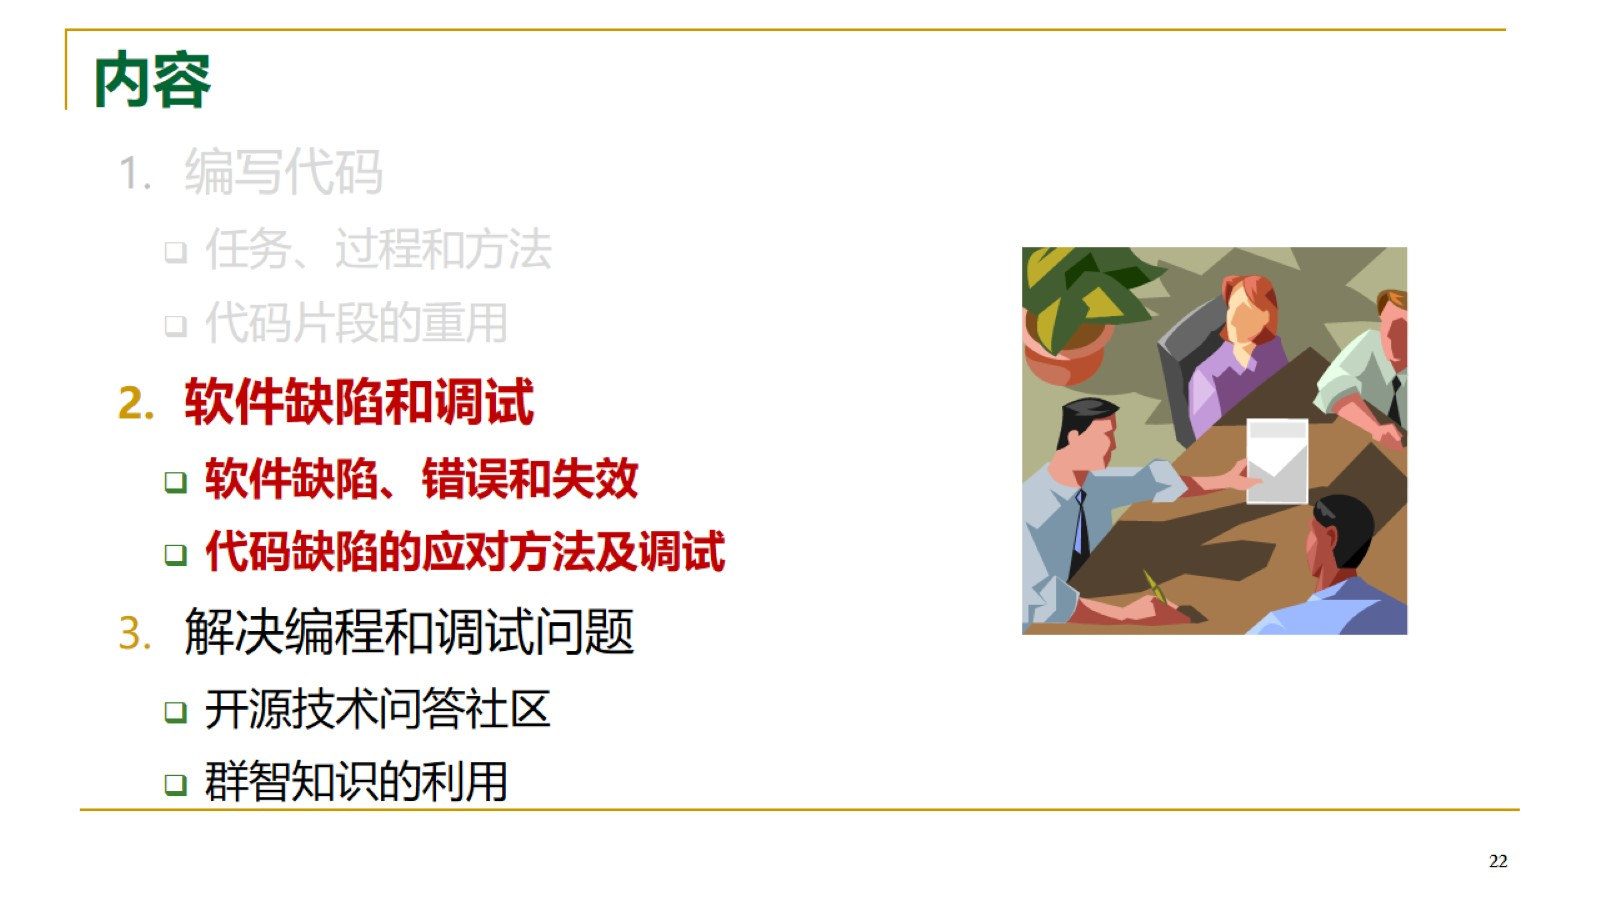 内容
1. 编写代码
❑ 任务、过程和方法
❑ 代码片段的重用
2. 软件缺陷和调试
❑ 软件缺陷、错误和失效
❑ 代码缺陷的应对方法及调试
3. 解决编程和调试问题
❑ 开源技术问答社区
❑ 群智知识的利用
22